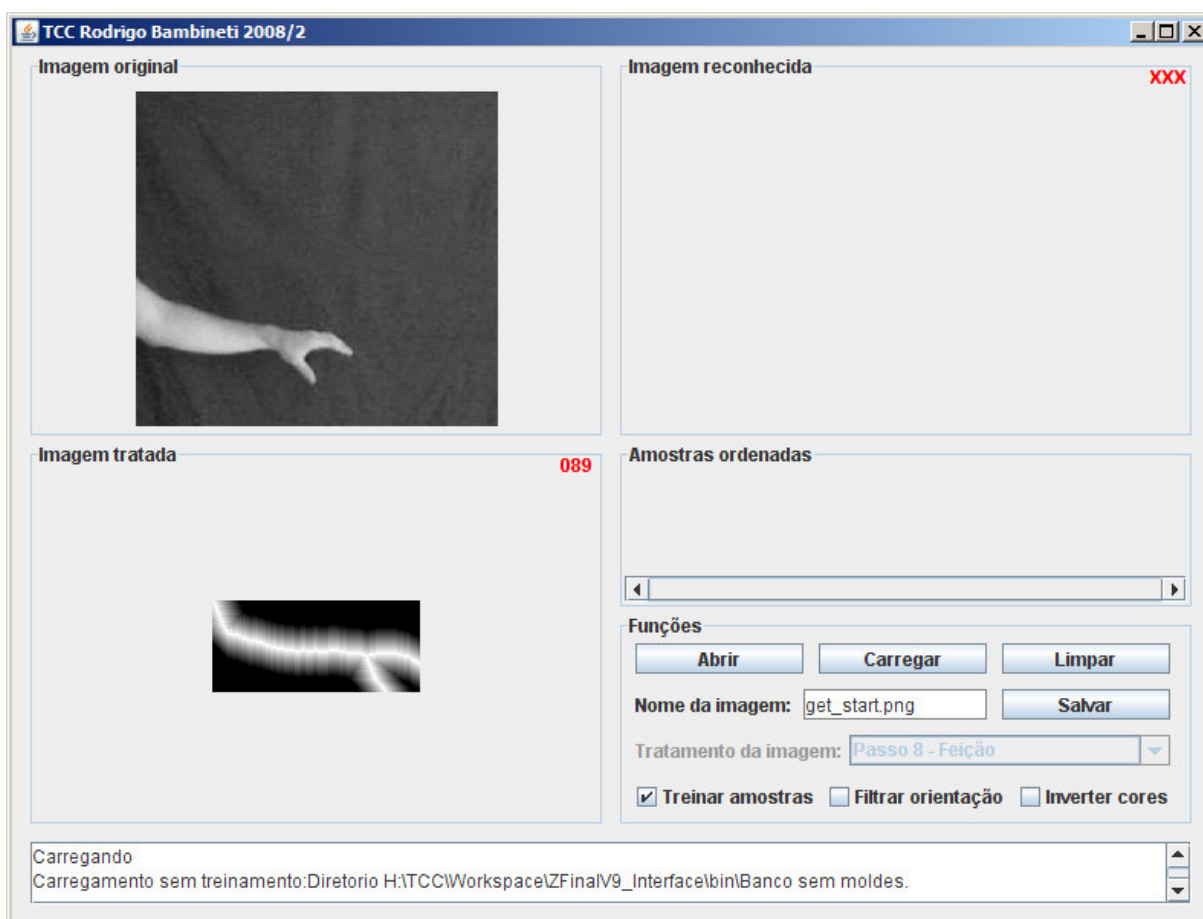 TCC Rodrigo Bambineti 2008/2
Imagem original
Imagem reconhecida
XXX
Imagem tratada
089
Amostras ordenadas
Funções
Abrir Carregar Limpar
Nome da imagem: get_start.png Salvar
Tratamento da imagem: Passo 8 - Feição
Treinar amostras Filtrar orientação Inverter cores
Carregando
Carregamento sem treinamento:Diretorio H:\TCC\Workspace\ZFinalV9_Interface\bin\Banco sem moldes.